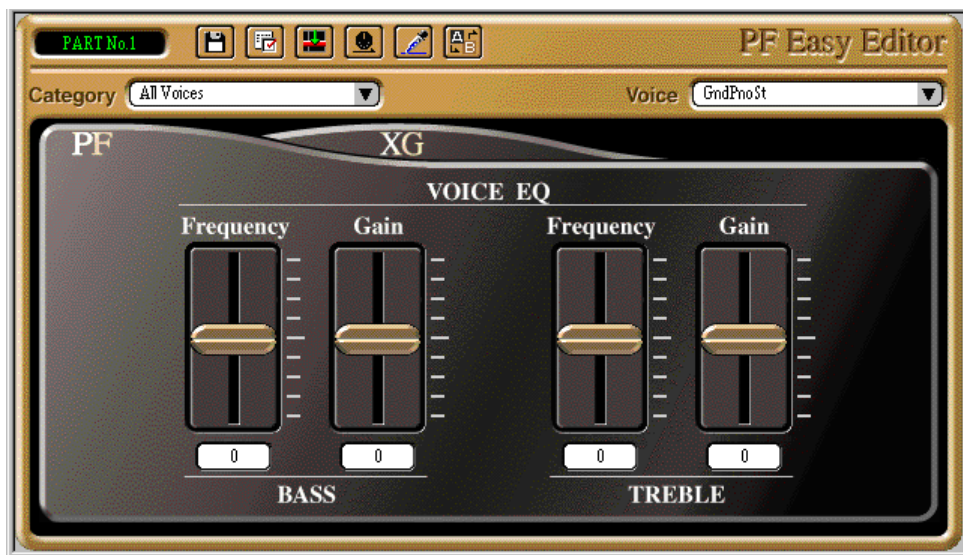 PART No.1
A B
PF Easy Editor
Category All Voices Voice GndPnoSt
PF XG
VOICE EQ
Frequency Gain Frequency Gain
0 0 0 0
BASS TREBLE